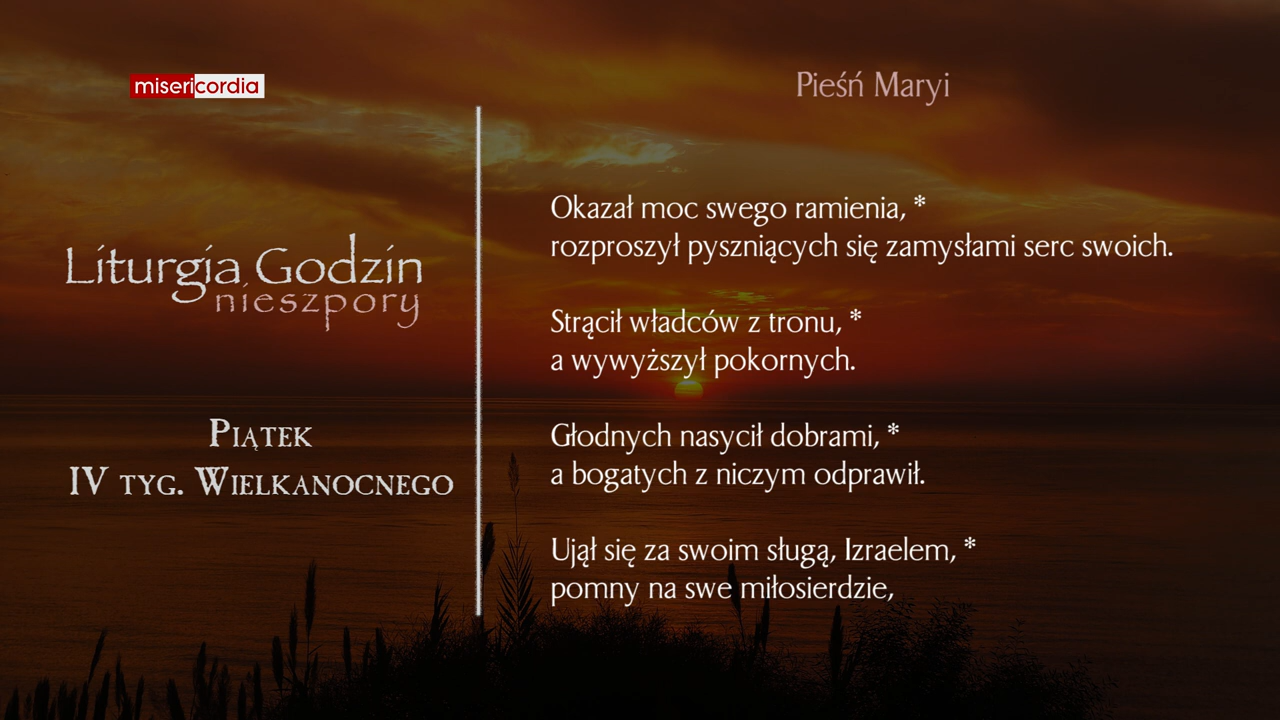 misericordia
Liturgia Godzin
nieszpory
Piątek
IV tyg. Wielkanocnego
Pieśń Maryi
Okazał moc swego ramienia, *
rozproszył pyszniących się zamysłami serc swoich.
Strącił władców z tronu, *
a wywyższył pokornych.
Głodnych nasycił dobrami, *
a bogatych z niczym odprawił.
Ujął się za swoim sługą, Izraelem, *
pomny na swe miłosierdzie,